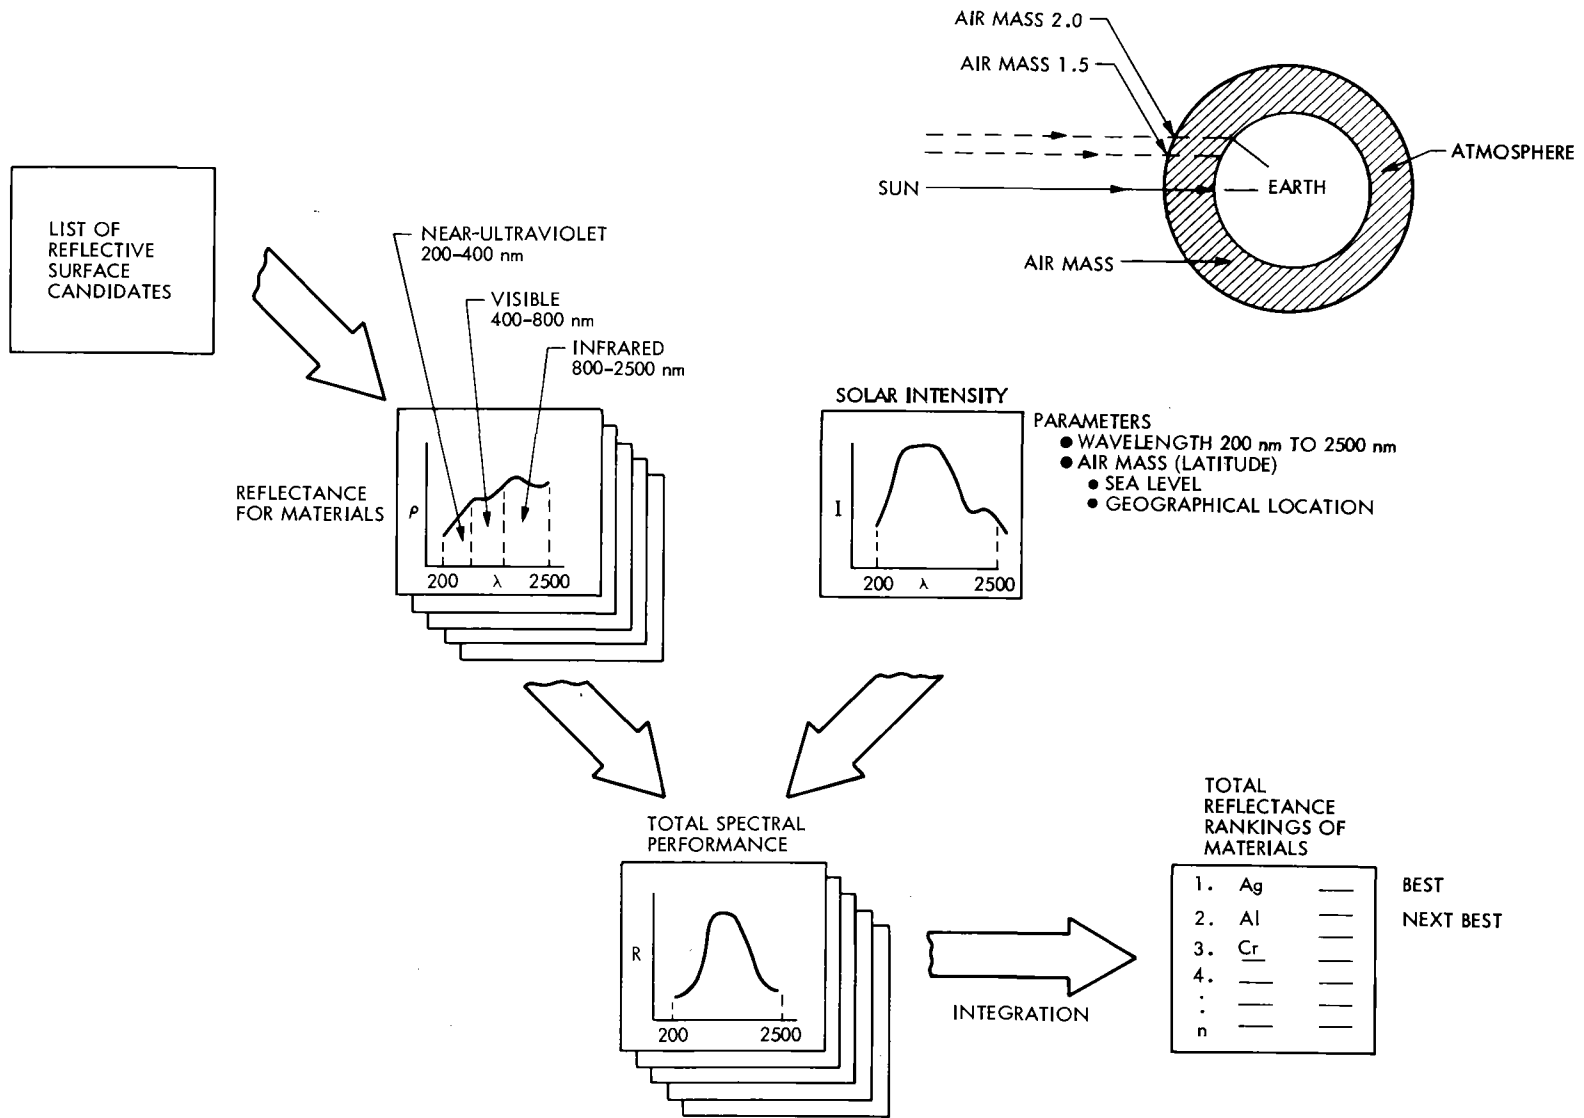 AIR MASS 2.0
AIR MASS 1.5
ATMOSPHERE
SUN
EARTH
AIR MASS
LIST OF
REFLECTIVE
SURFACE
CANDIDATES
NEAR-ULTRAVIOLET
200-400 nm
VISIBLE
400-800 nm
INFRARED
800-2500 nm
REFLECTANCE
FOR MATERIALS
ρ
200 λ 2500
SOLAR INTENSITY
I
200 λ 2500
PARAMETERS
● WAVELENGTH 200 nm TO 2500 nm
● AIR MASS (LATITUDE)
● SEA LEVEL
● GEOGRAPHICAL LOCATION
TOTAL SPECTRAL
PERFORMANCE
R
200 2500
INTEGRATION
TOTAL
REFLECTANCE
RANKINGS OF
MATERIALS
1. Ag BEST
2. Al NEXT BEST
3. Cr
4.
n